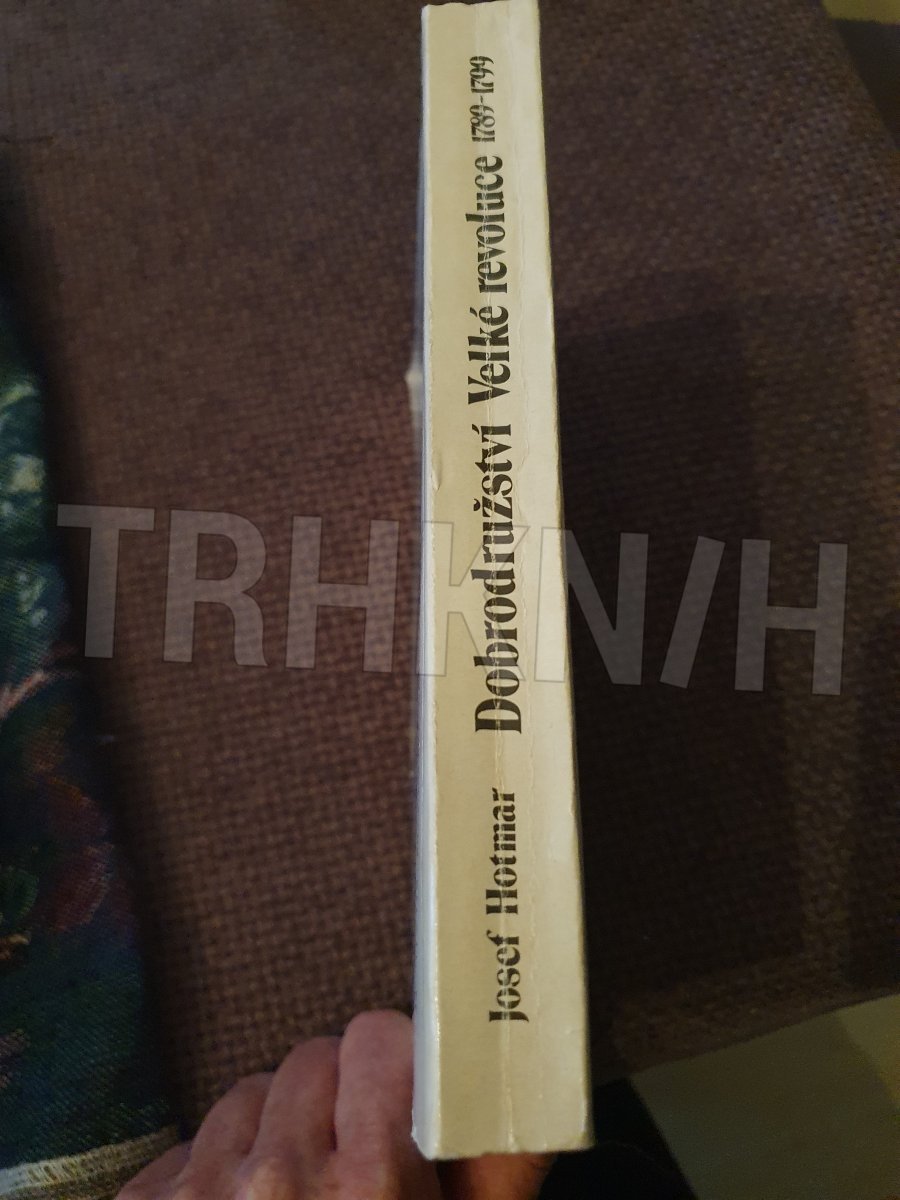 Josef Hotmar Dobrodružství Velké revoluce 1789-1799
TRHKNIH